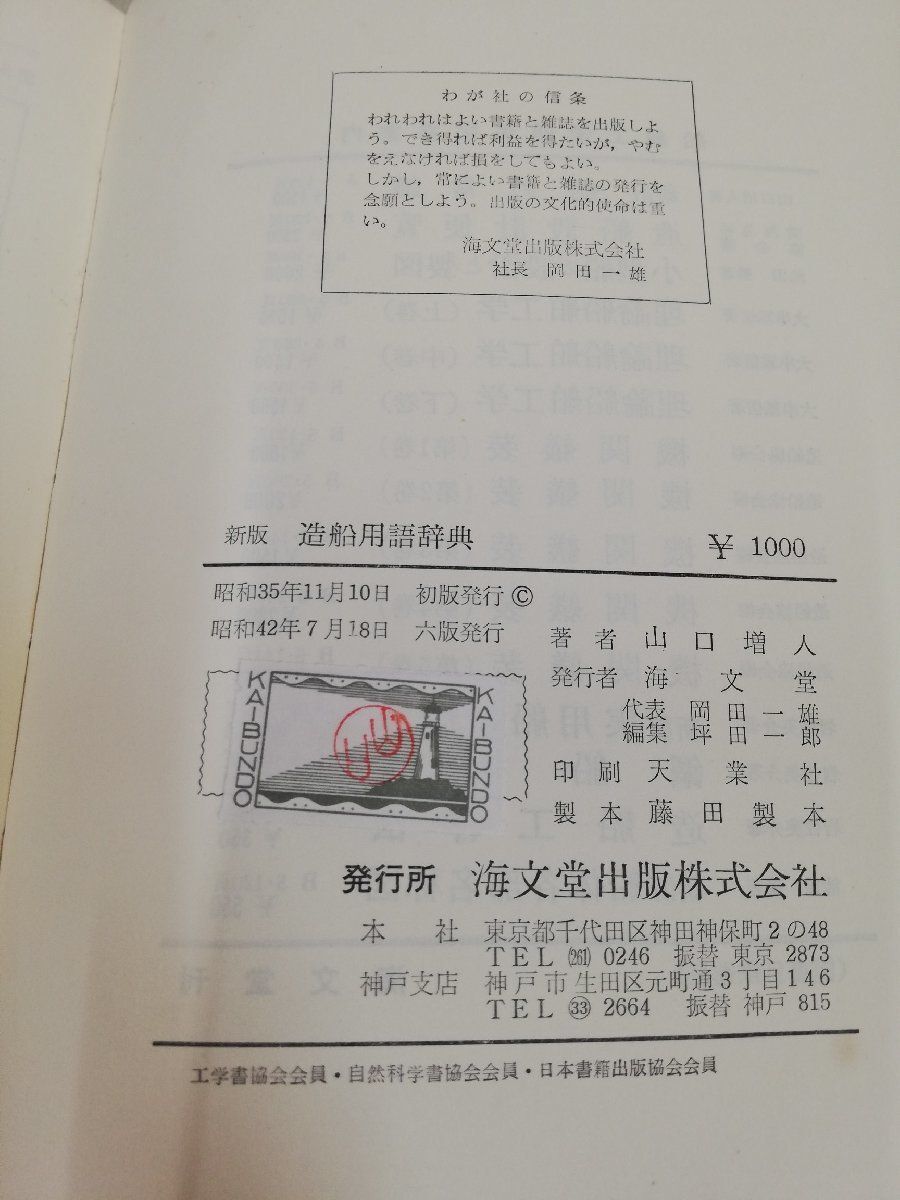 わが社の信条
われわれはよい書籍と雑誌を出版しよ
う。でき得れば利益を得たいが，やむ
をえなければ損をしてもよい。
しかし，常によい書籍と雑誌の発行を
念願としよう。出版の文化的使命は重
い。
海文堂出版株式会社
社長 岡田一雄
新版 造船用語辞典 ¥ 1000
昭和35年11月10日 初版発行 ©
昭和42年7月18日 六版発行
著者 山口増人
発行者 海文堂
代表 岡田一雄
編集 坪田一郎
印刷 天業社
製本 藤田製本
KAIBUNDO
KAIBUNDO
発行所 海文堂出版株式会社
本社 東京都千代田区神田神保町2の48
TEL (261) 0246 振替 東京 2873
神戸支店 神戸市生田区元町通3丁目146
TEL ㉝ 2664 振替 神戸 815
工学書協会会員・自然科学書協会会員・日本書籍出版協会会員